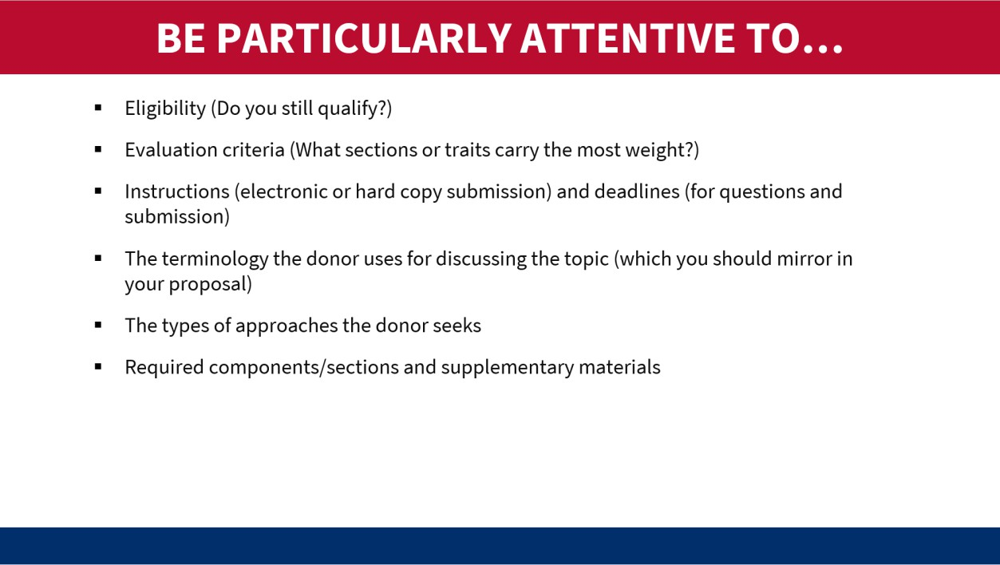 BE PARTICULARLY ATTENTIVE TO…
▪ Eligibility (Do you still qualify?)
▪ Evaluation criteria (What sections or traits carry the most weight?)
▪ Instructions (electronic or hard copy submission) and deadlines (for questions and
submission)
▪ The terminology the donor uses for discussing the topic (which you should mirror in
your proposal)
▪ The types of approaches the donor seeks
▪ Required components/sections and supplementary materials